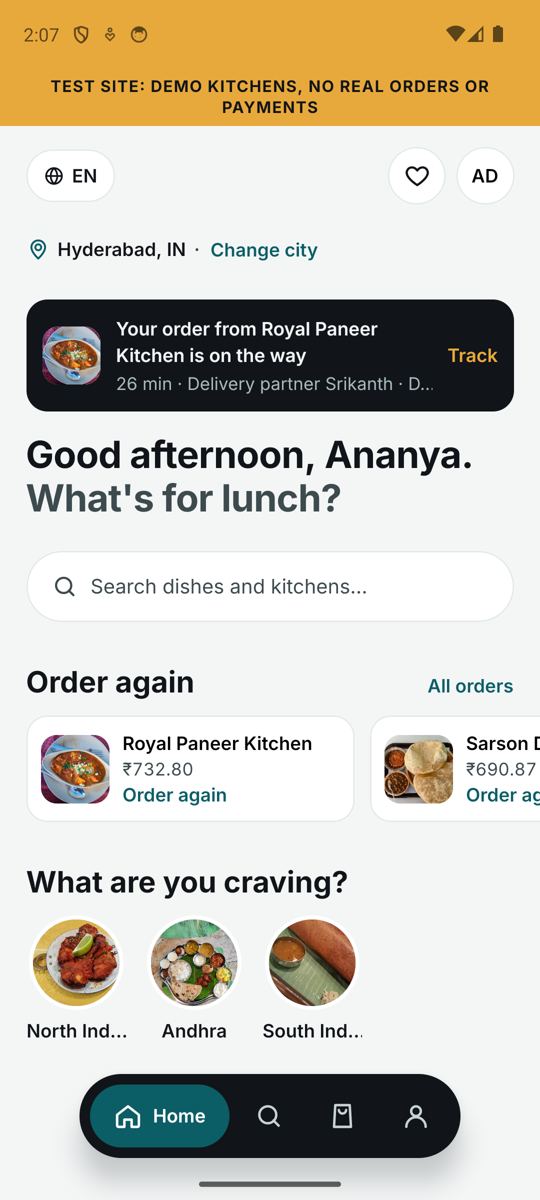 2:07
TEST SITE: DEMO KITCHENS, NO REAL ORDERS OR
PAYMENTS
EN
AD
Hyderabad, IN · Change city
Your order from Royal Paneer
Kitchen is on the way
Track
26 min · Delivery partner Srikanth · D...
Good afternoon, Ananya.
What's for lunch?
Search dishes and kitchens...
Order again
All orders
Royal Paneer Kitchen
₹732.80
Order again
Sarson D
₹690.87
Order ag
What are you craving?
North Ind...
Andhra
South Ind...
Home